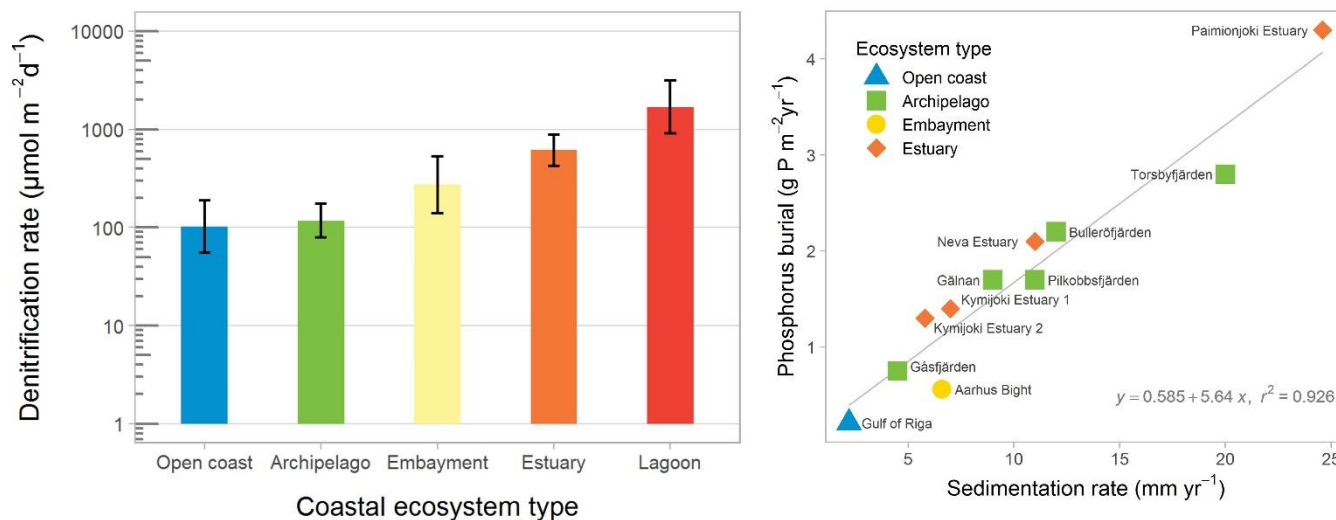 Denitrification rate (µmol m⁻²d⁻¹)
10000
1000
100
10
1
Open coast
Archipelago
Embayment
Estuary
Lagoon
Coastal ecosystem type
Phosphorus burial (g P m⁻²yr⁻¹)
4
3
2
1
Ecosystem type
Open coast
Archipelago
Embayment
Estuary
Paimionjoki Estuary
Torsbyfjärden
Bulleröfjärden
Neva Estuary
Gälnan
Pilkobbsfjärden
Kymijoki Estuary 1
Kymijoki Estuary 2
Gåsfjärden
Aarhus Bight
Gulf of Riga
y = 0.585 + 5.64 x, r² = 0.926
5
10
15
20
25
Sedimentation rate (mm yr⁻¹)